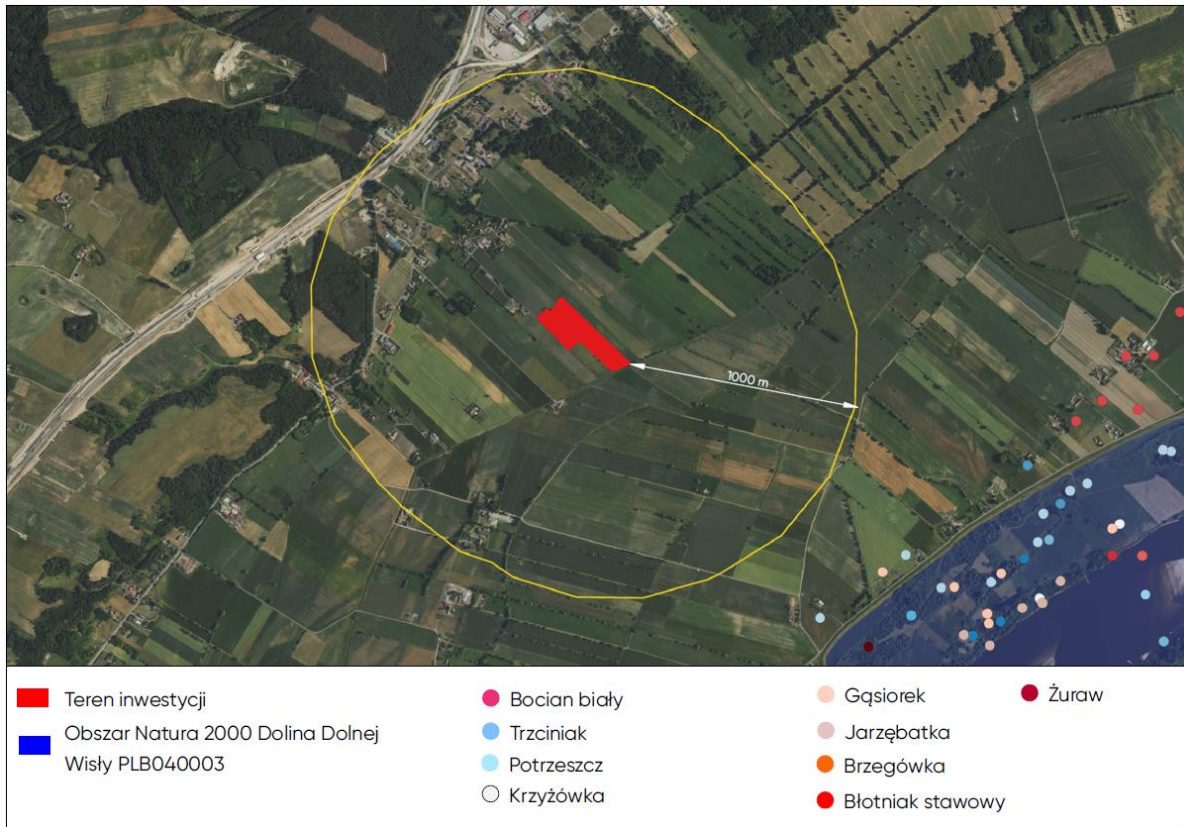 1000 m
Teren inwestycji
Obszar Natura 2000 Dolina Dolnej
Wisły PLB040003
Bocian biały
Trzciniak
Potrzeszcz
Krzyżówka
Gąsiorek
Jarzębatka
Brzegówka
Błotniak stawowy
Żuraw